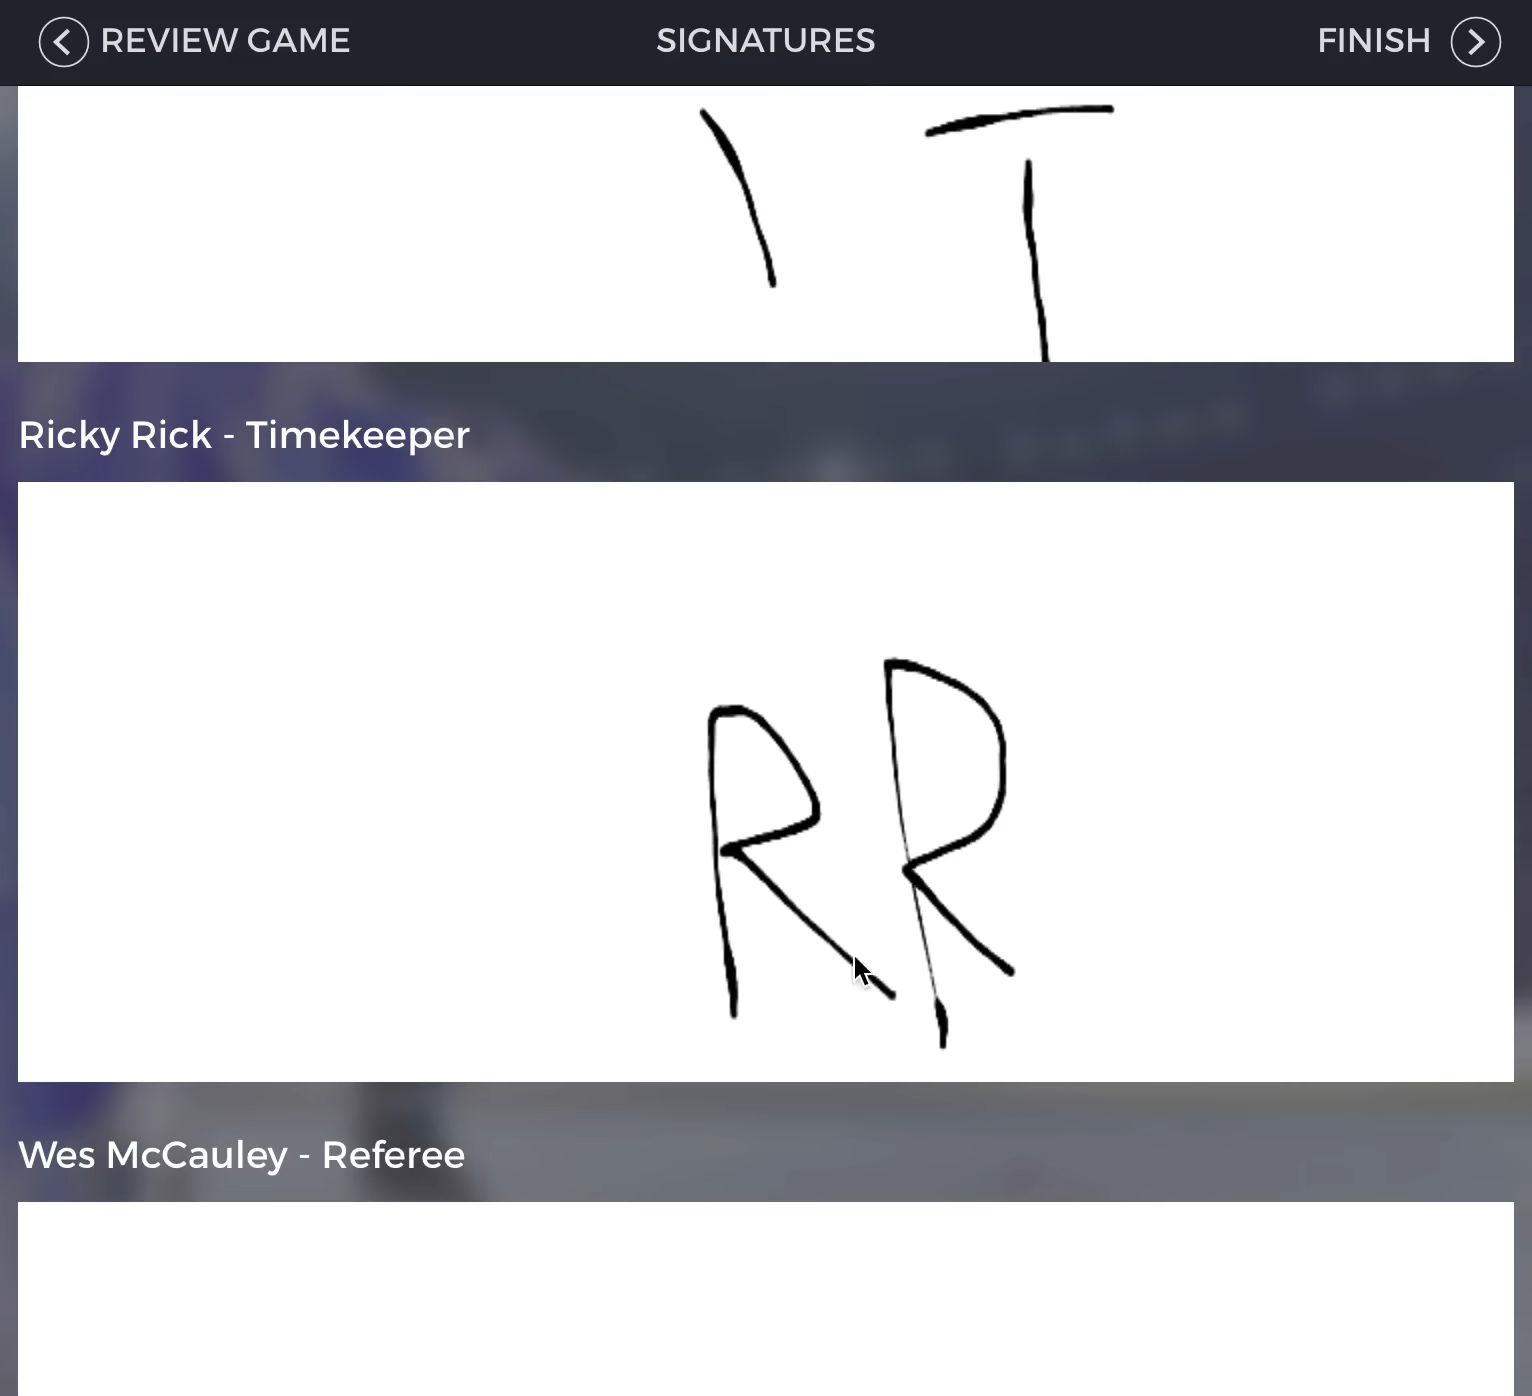 REVIEW GAME SIGNATURES FINISH
T
Ricky Rick - Timekeeper
RR
Wes McCauley - Referee